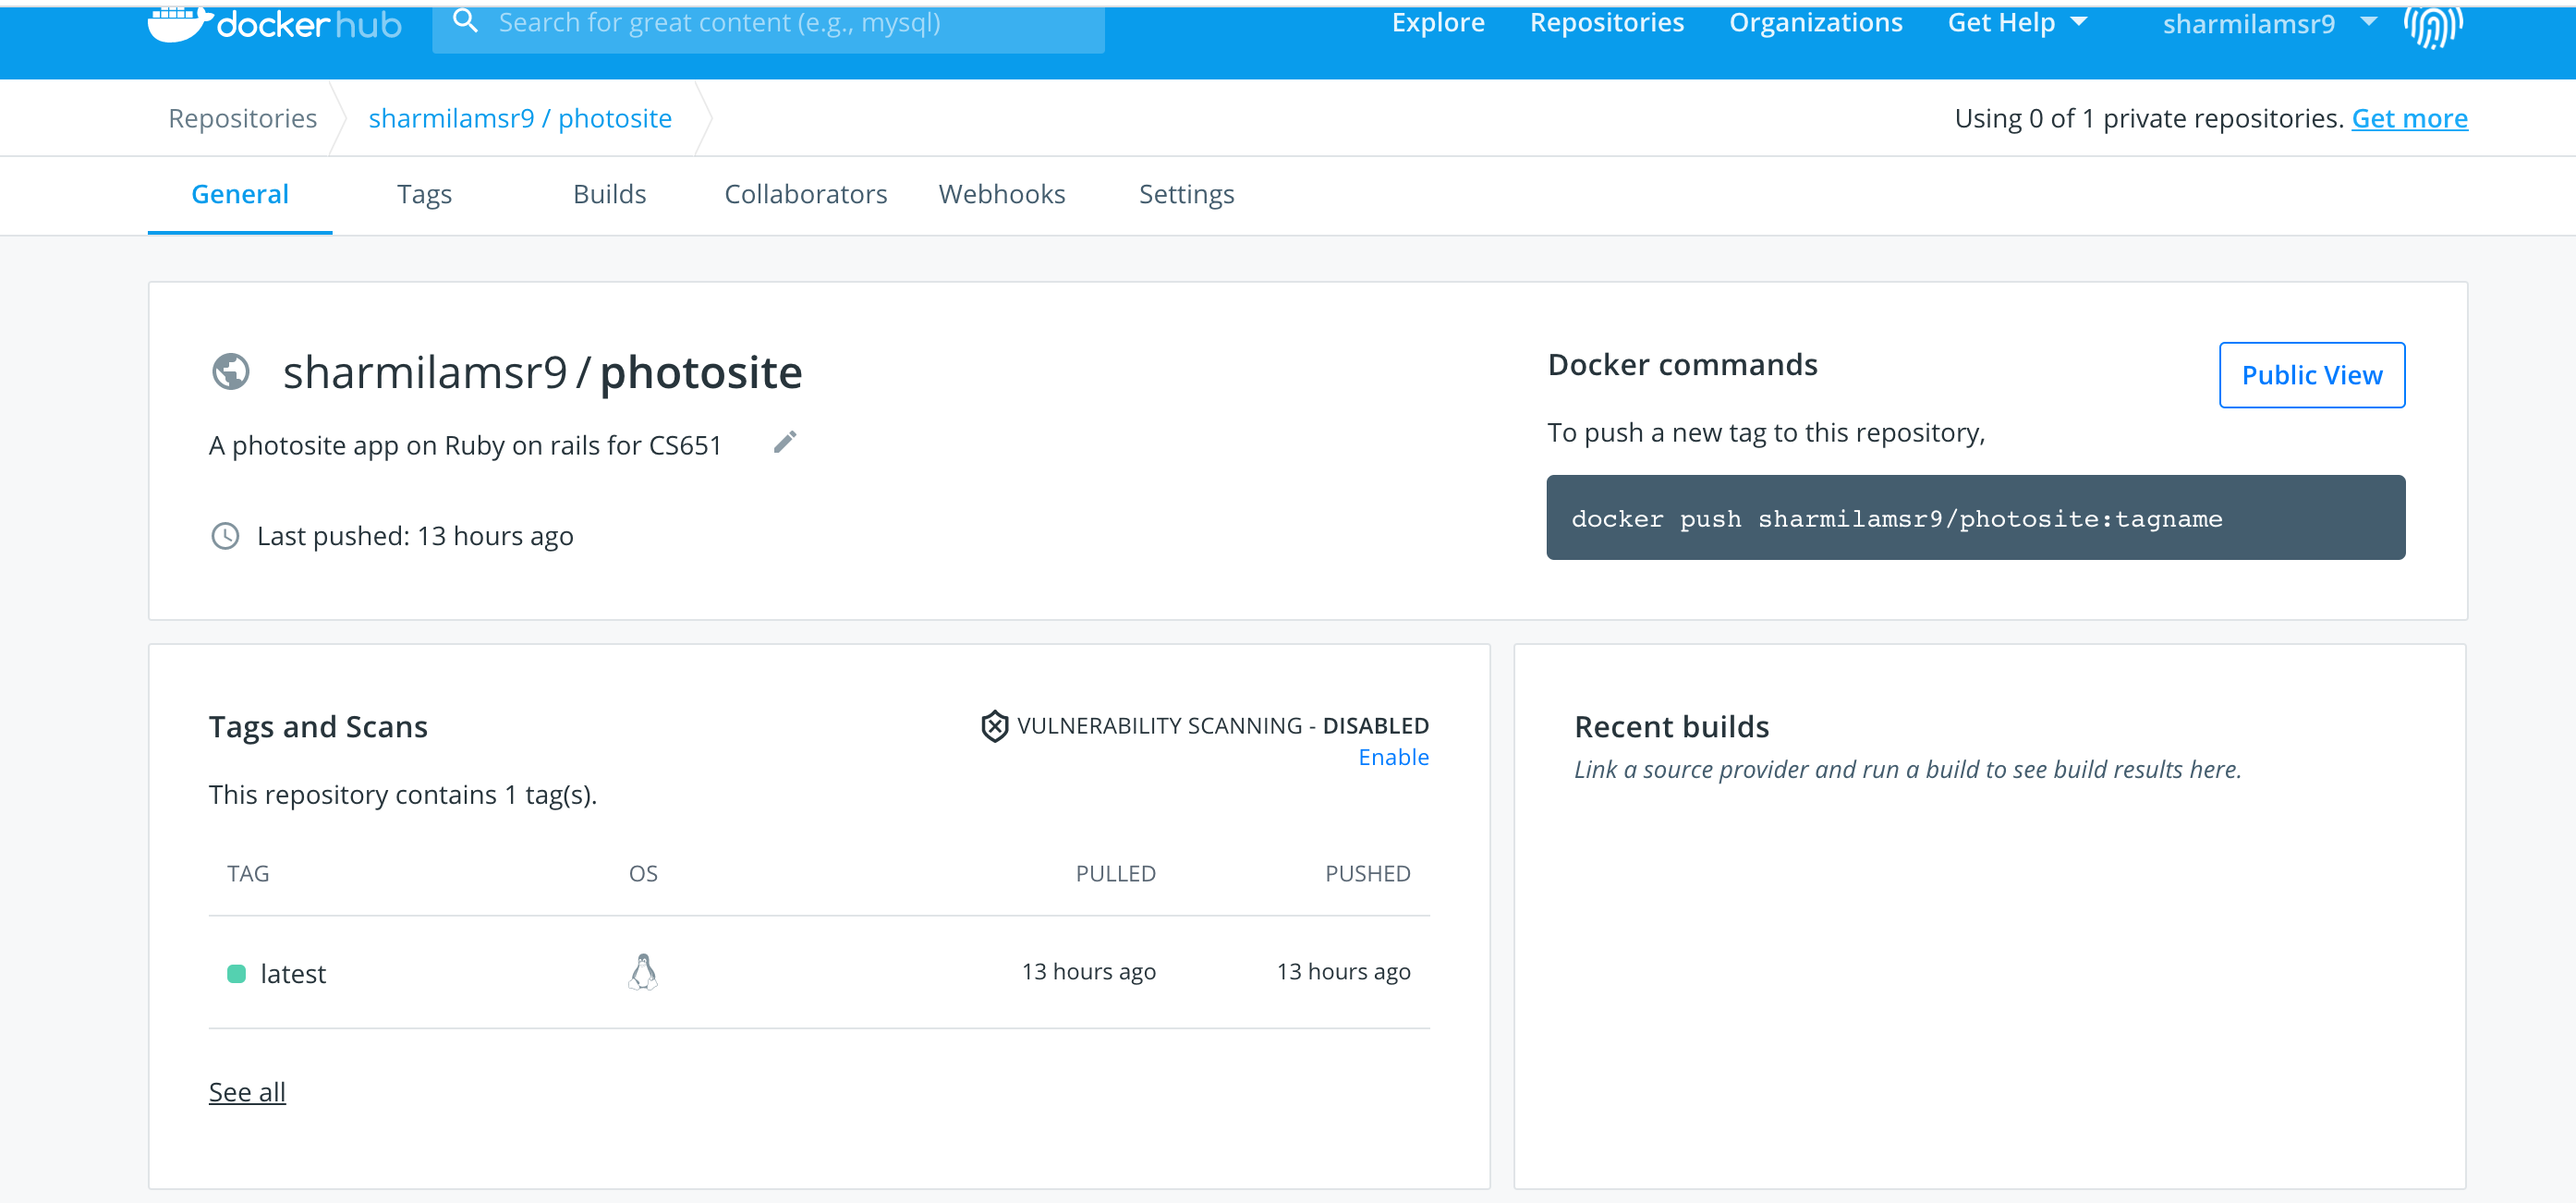 dockerhub
Search for great content (e.g., mysql)
Explore
Repositories
Organizations
Get Help
sharmilamsr9
Repositories
sharmilamsr9 / photosite
Using 0 of 1 private repositories. Get more
General
Tags
Builds
Collaborators
Webhooks
Settings
sharmilamsr9 / photosite
A photosite app on Ruby on rails for CS651
Last pushed: 13 hours ago
Docker commands
Public View
To push a new tag to this repository,
docker push sharmilamsr9/photosite:tagname
Tags and Scans
VULNERABILITY SCANNING - DISABLED
Enable
This repository contains 1 tag(s).
TAG OS PULLED PUSHED
latest 13 hours ago 13 hours ago
See all
Recent builds
Link a source provider and run a build to see build results here.